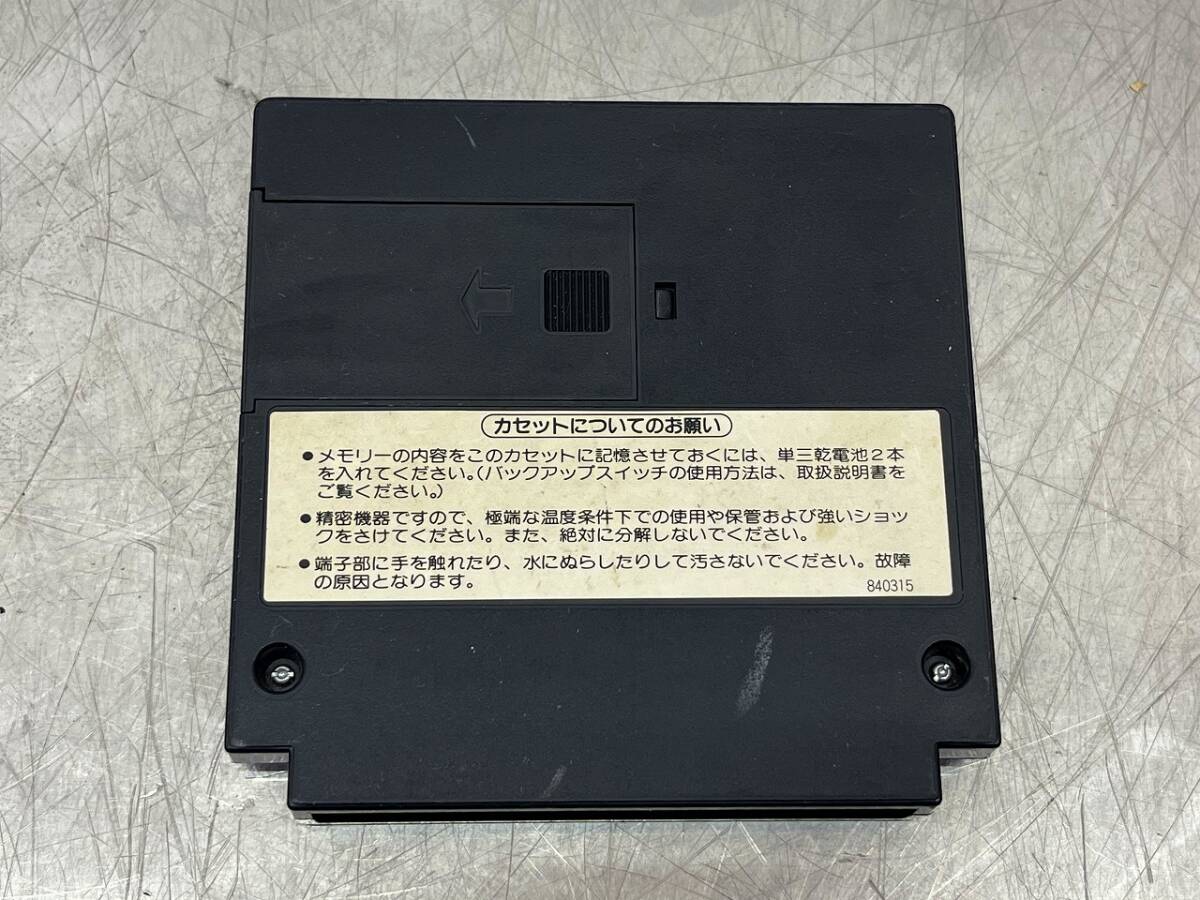 カセットについてのお願い
●メモリーの内容をこのカセットに記憶させておくには、単三乾電池2本
を入れてください。(バックアップスイッチの使用方法は、取扱説明書を
ご覧ください。)
●精密機器ですので、極端な温度条件下での使用や保管および強いショッ
クをさけてください。また、絶対に分解しないでください。
●端子部に手を触れたり、水にぬらしたりして汚さないでください。故障
の原因となります。
840315